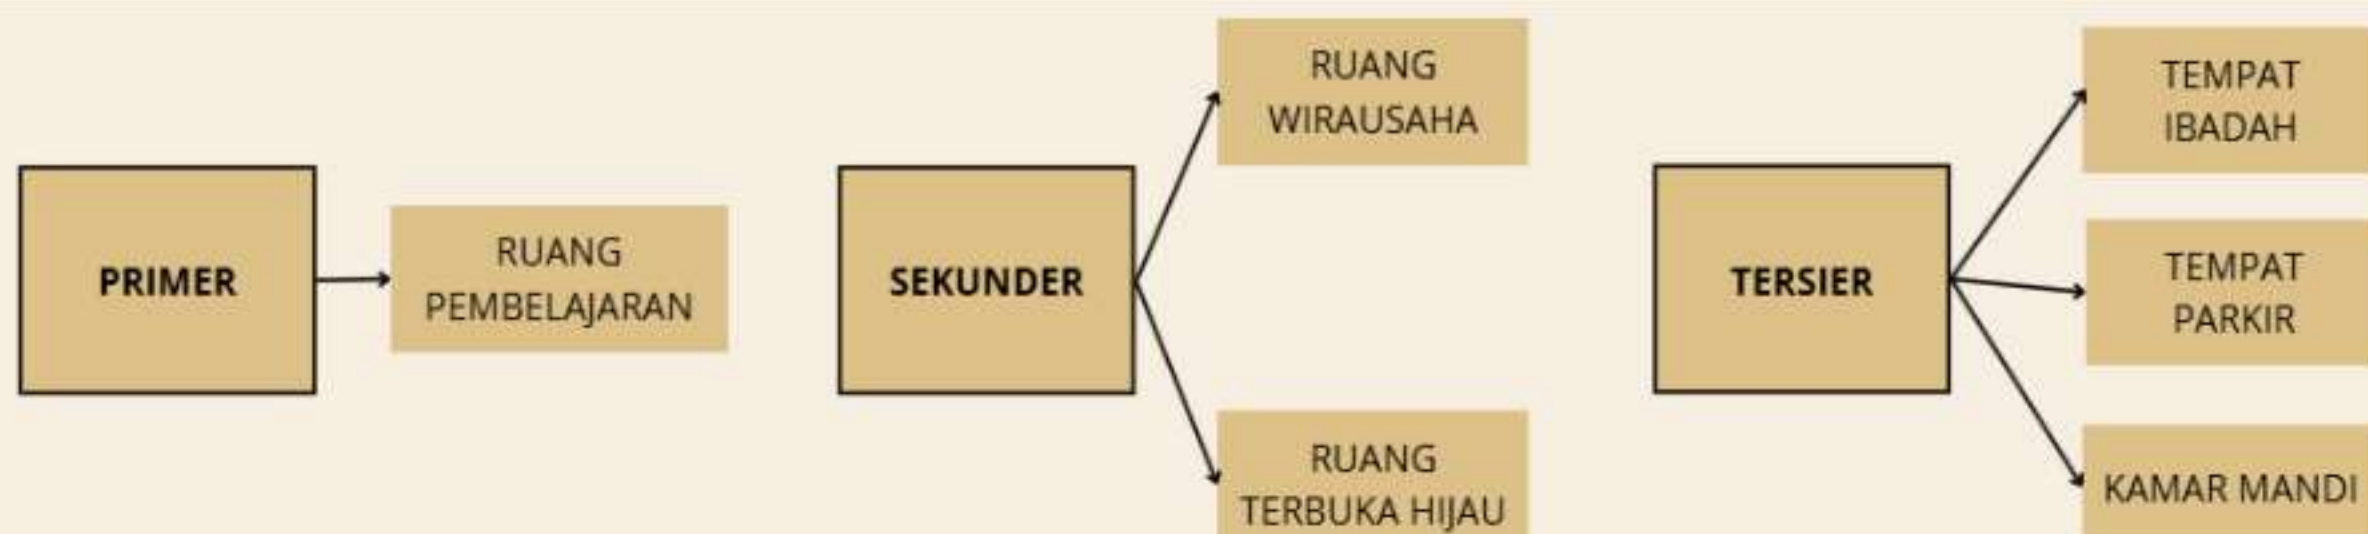 PRIMER
RUANG
PEMBELAJARAN
SEKUNDER
RUANG
WIRAUSAHA
RUANG
TERBUKA HIJAU
TERSIER
TEMPAT
IBADAH
TEMPAT
PARKIR
KAMAR MANDI